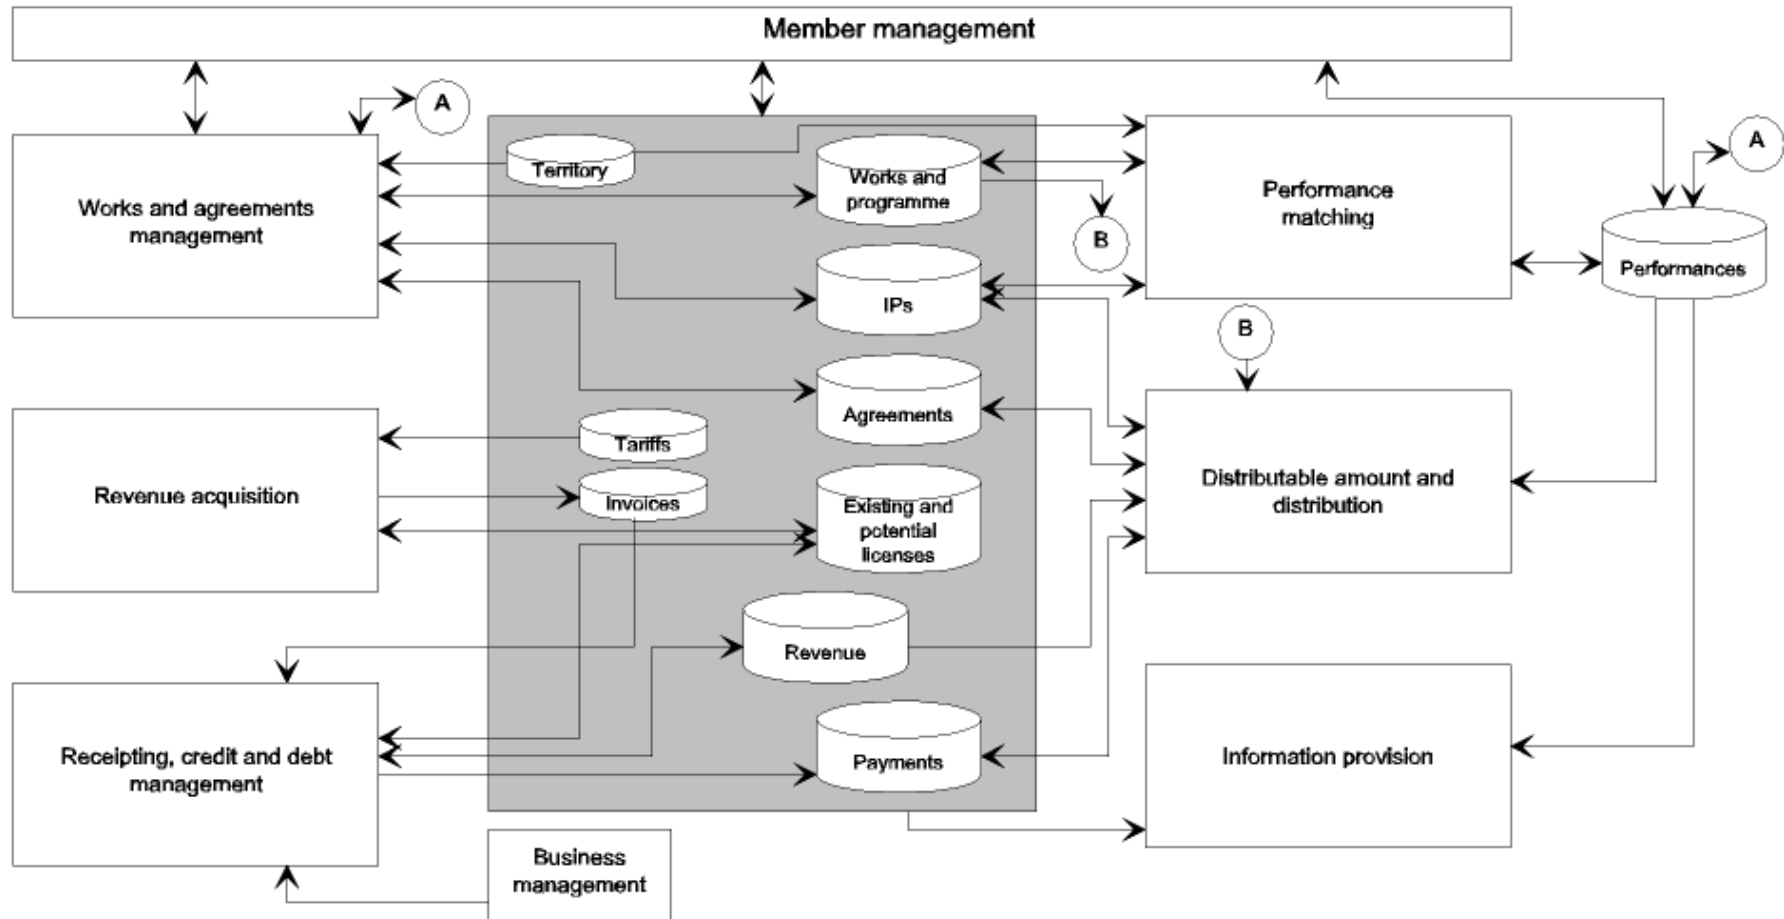 Member management
A
Territory
Works and
programme
Works and agreements
management
Performance
matching
A
B
Performances
IPs
B
Agreements
Tariffs
Revenue acquisition
Invoices
Existing and
potential
licenses
Distributable amount and
distribution
Revenue
Receipting, credit and debt
management
Payments
Information provision
Business
management